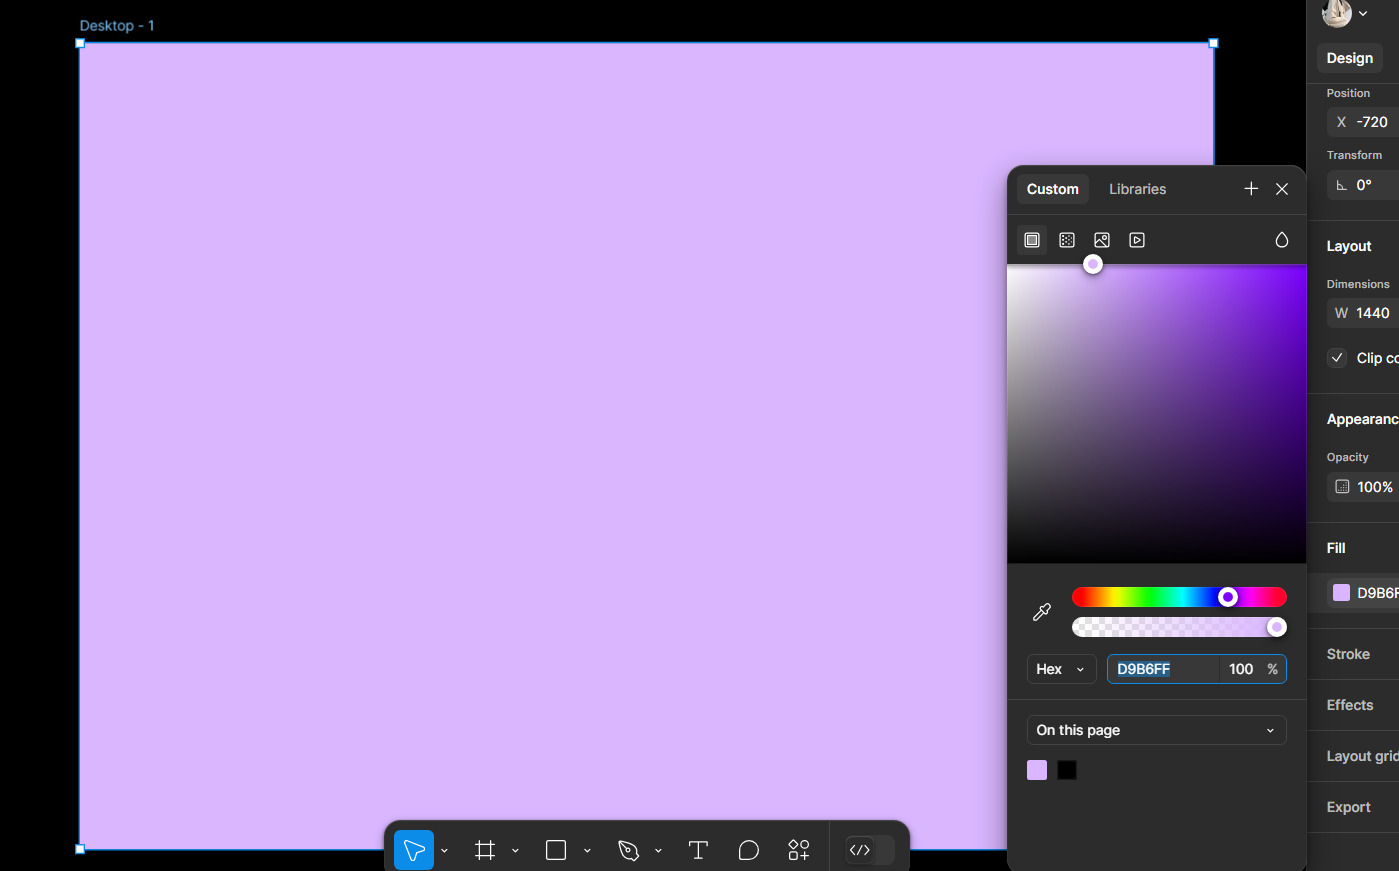 Desktop - 1
Design
Position
X -720
Transform
0°
Custom Libraries
Layout
Dimensions
W 1440
Clip co
Appearanc
Opacity
100%
Fill
D9B6F
Hex D9B6FF 100 %
Stroke
Effects
On this page
Layout grid
Export